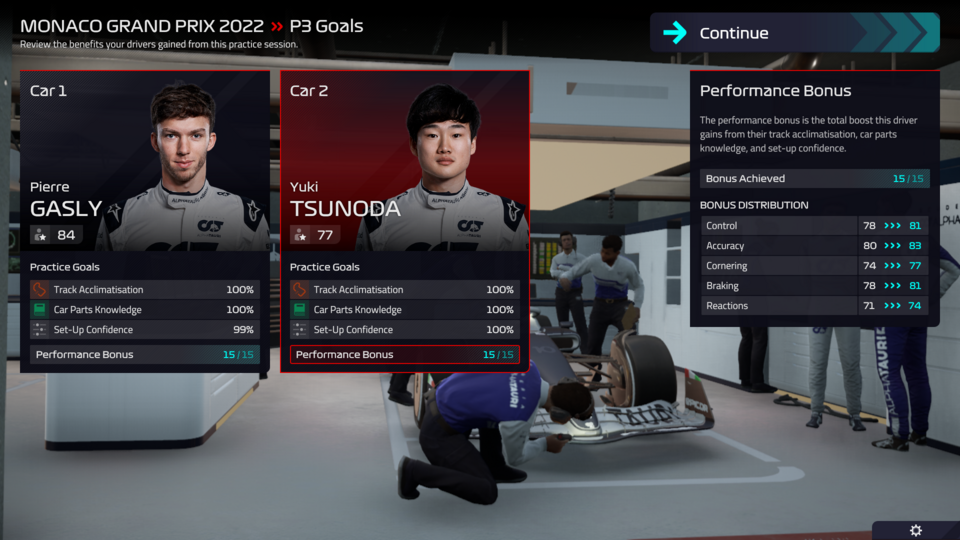 MONACO GRAND PRIX 2022 » P3 Goals
Review the benefits your drivers gained from this practice session.
Continue
Car 1
Pierre
GASLY
84
Practice Goals
Track Acclimatisation 100%
Car Parts Knowledge 100%
Set-Up Confidence 99%
Performance Bonus 15/15
Car 2
Yuki
TSUNODA
77
Practice Goals
Track Acclimatisation 100%
Car Parts Knowledge 100%
Set-Up Confidence 100%
Performance Bonus 15/15
Performance Bonus
The performance bonus is the total boost this driver
gains from their track acclimatisation, car parts
knowledge, and set-up confidence.
Bonus Achieved 15/15
BONUS DISTRIBUTION
Control 78 >>> 81
Accuracy 80 >>> 83
Cornering 74 >>> 77
Braking 78 >>> 81
Reactions 71 >>> 74
ALPHATAURI